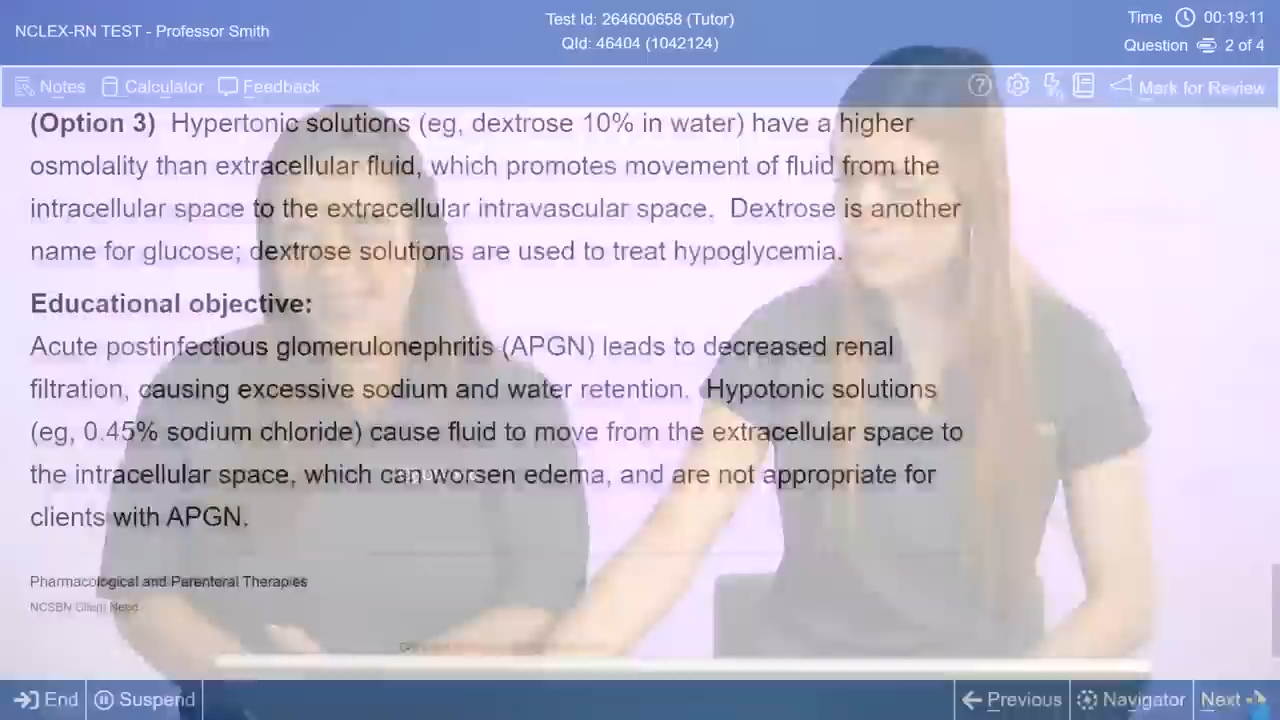 NCLEX-RN TEST - Professor Smith
Test Id: 264600658 (Tutor)
QId: 46404 (1042124)
Time 00:19:11
Question 2 of 4
Notes Calculator Feedback Mark for Review
(Option 3) Hypertonic solutions (eg, dextrose 10% in water) have a higher
osmolality than extracellular fluid, which promotes movement of fluid from the
intracellular space to the extracellular intravascular space. Dextrose is another
name for glucose; dextrose solutions are used to treat hypoglycemia.
Educational objective:
Acute postinfectious glomerulonephritis (APGN) leads to decreased renal
filtration, causing excessive sodium and water retention. Hypotonic solutions
(eg, 0.45% sodium chloride) cause fluid to move from the extracellular space to
the intracellular space, which can worsen edema, and are not appropriate for
clients with APGN.
Pharmacological and Parenteral Therapies
NCSBN Client Need
End Suspend Previous Navigator Next